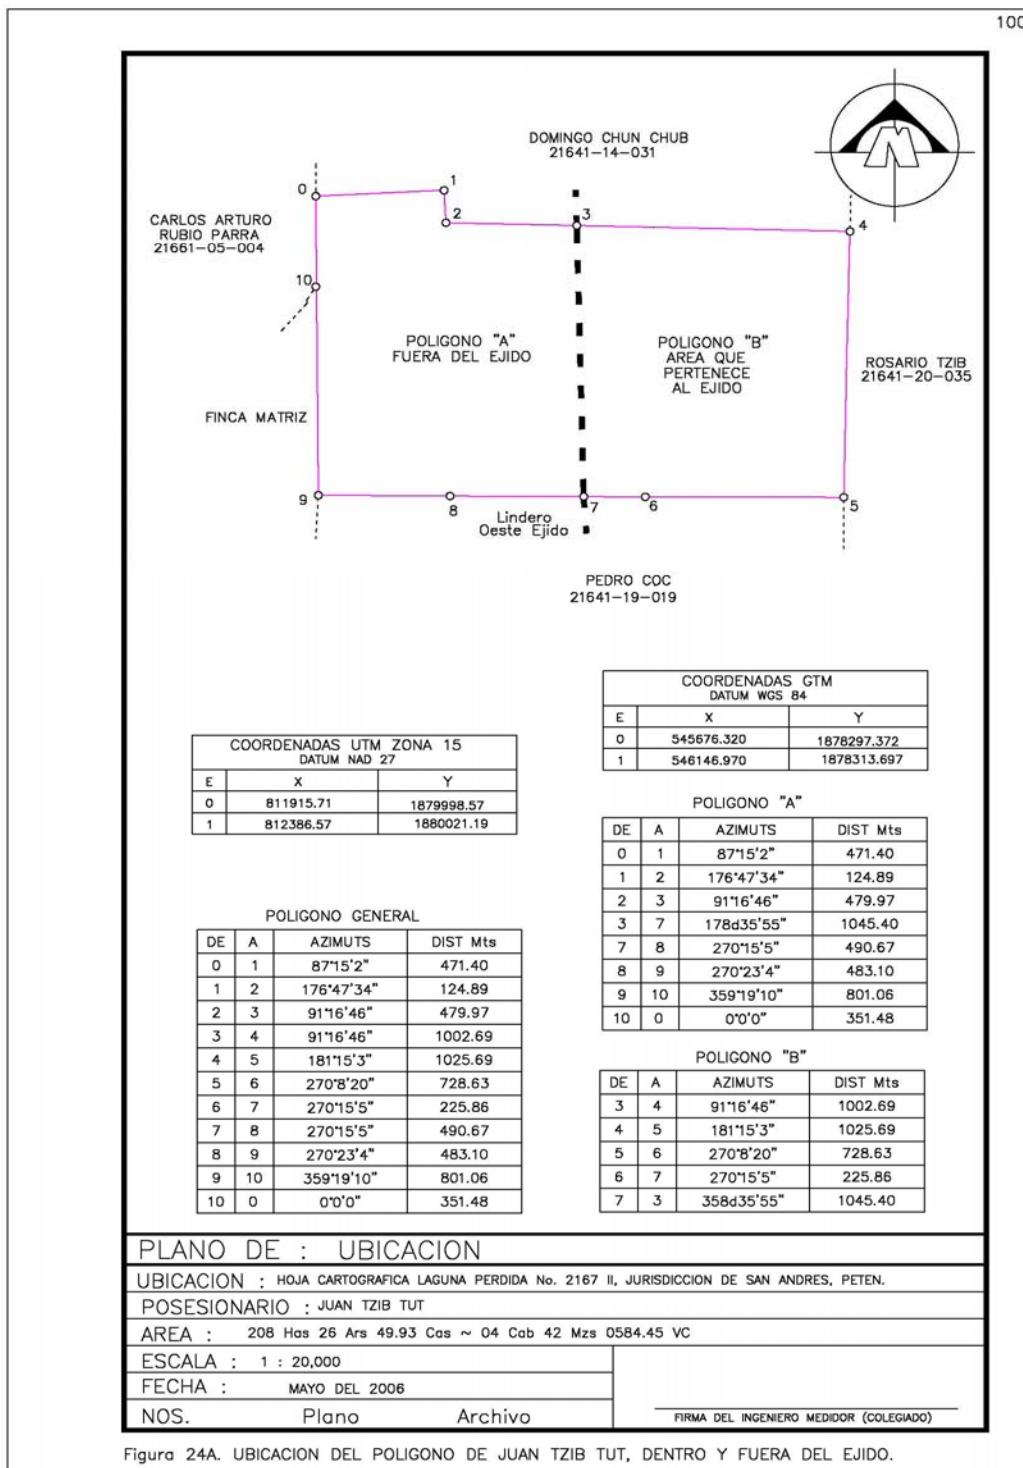 100
DOMINGO CHUN CHUB
21641-14-031
0
1
2
3
4
CARLOS ARTURO
RUBIO PARRA
21661-05-004
10
POLIGONO "A"
FUERA DEL EJIDO
POLIGONO "B"
AREA QUE
PERTENECE
AL EJIDO
ROSARIO TZIB
21641-20-035
FINCA MATRIZ
9
8
7
6
5
Lindero
Oeste Ejido
PEDRO COC
21641-19-019
COORDENADAS UTM ZONA 15
DATUM NAD 27
E X Y
0 811915.71 1879998.57
1 812386.57 1880021.19
COORDENADAS GTM
DATUM WGS 84
E X Y
0 545676.320 1878297.372
1 546146.970 1878313.697
POLIGONO GENERAL
DE A AZIMUTS DIST Mts
0 1 87°15'2" 471.40
1 2 176°47'34" 124.89
2 3 91°16'46" 479.97
3 4 91°16'46" 1002.69
4 5 181°15'3" 1025.69
5 6 270°8'20" 728.63
6 7 270°15'5" 225.86
7 8 270°15'5" 490.67
8 9 270°23'4" 483.10
9 10 359°19'10" 801.06
10 0 0°0'0" 351.48
POLIGONO "A"
DE A AZIMUTS DIST Mts
0 1 87°15'2" 471.40
1 2 176°47'34" 124.89
2 3 91°16'46" 479.97
3 7 178d35'55" 1045.40
7 8 270°15'5" 490.67
8 9 270°23'4" 483.10
9 10 359°19'10" 801.06
10 0 0°0'0" 351.48
POLIGONO "B"
DE A AZIMUTS DIST Mts
3 4 91°16'46" 1002.69
4 5 181°15'3" 1025.69
5 6 270°8'20" 728.63
6 7 270°15'5" 225.86
7 3 358d35'55" 1045.40
PLANO DE : UBICACION
UBICACION : HOJA CARTOGRAFICA LAGUNA PERDIDA No. 2167 II, JURISDICCION DE SAN ANDRES, PETEN.
POSESIONARIO : JUAN TZIB TUT
AREA : 208 Has 26 Ars 49.93 Cas ~ 04 Cab 42 Mzs 0584.45 VC
ESCALA : 1 : 20,000
FECHA : MAYO DEL 2006
NOS. Plano Archivo
FIRMA DEL INGENIERO MEDIDOR (COLEGIADO)
Figura 24A. UBICACION DEL POLIGONO DE JUAN TZIB TUT, DENTRO Y FUERA DEL EJIDO.